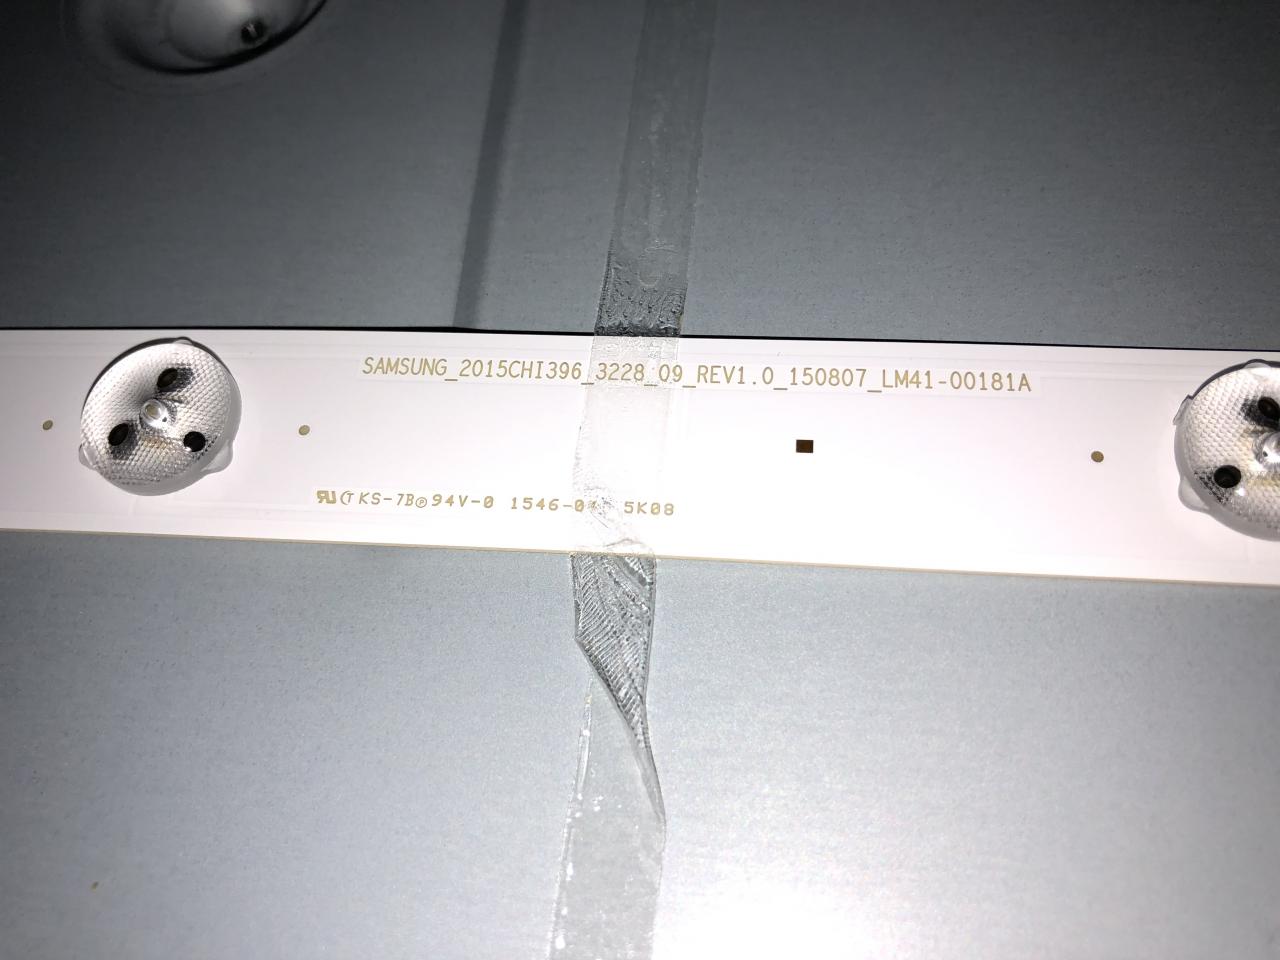 SAMSUNG_2015CHI396_3228_09_REV1.0_150807_LM41-00181A
KS-7B℗94V-0 1546-0 5K08